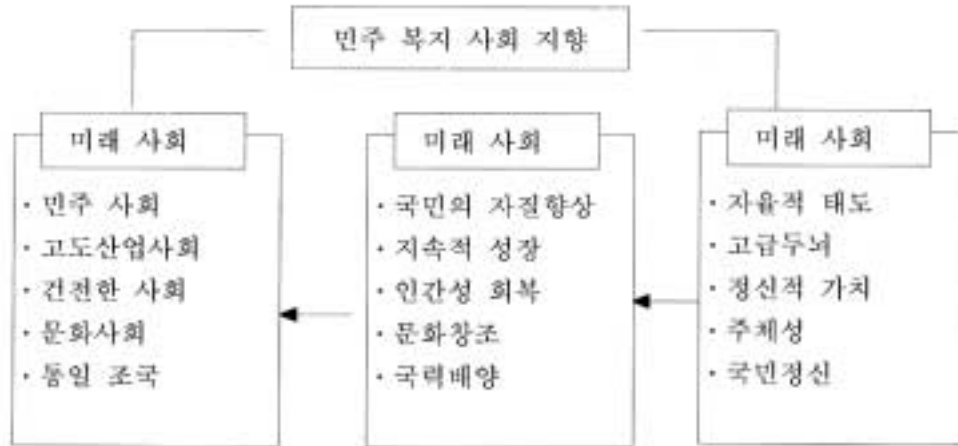 민주 복지 사회 지향
미래 사회
· 민주 사회
· 고도산업사회
· 건전한 사회
· 문화사회
· 통일 조국
미래 사회
· 국민의 자질향상
· 지속적 성장
· 인간성 회복
· 문화창조
· 국력배양
미래 사회
· 자율적 태도
· 고급두뇌
· 정신적 가치
· 주체성
· 국민정신